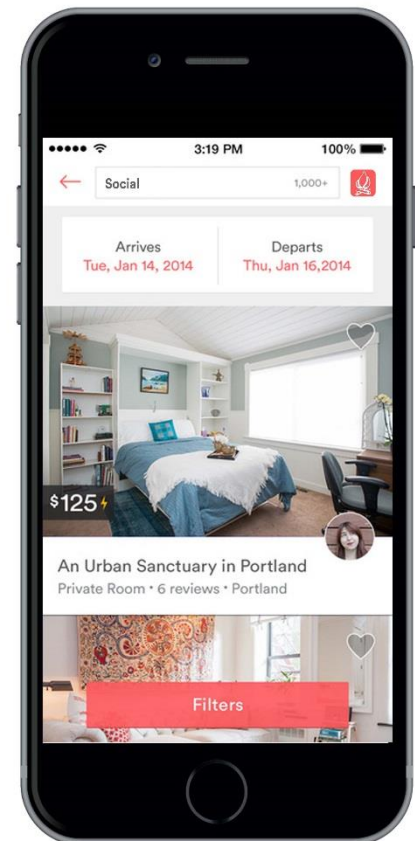 3:19 PM 100%
Social 1,000+
Arrives Departs
Tue, Jan 14, 2014 Thu, Jan 16,2014
$125
An Urban Sanctuary in Portland
Private Room • 6 reviews • Portland
Filters